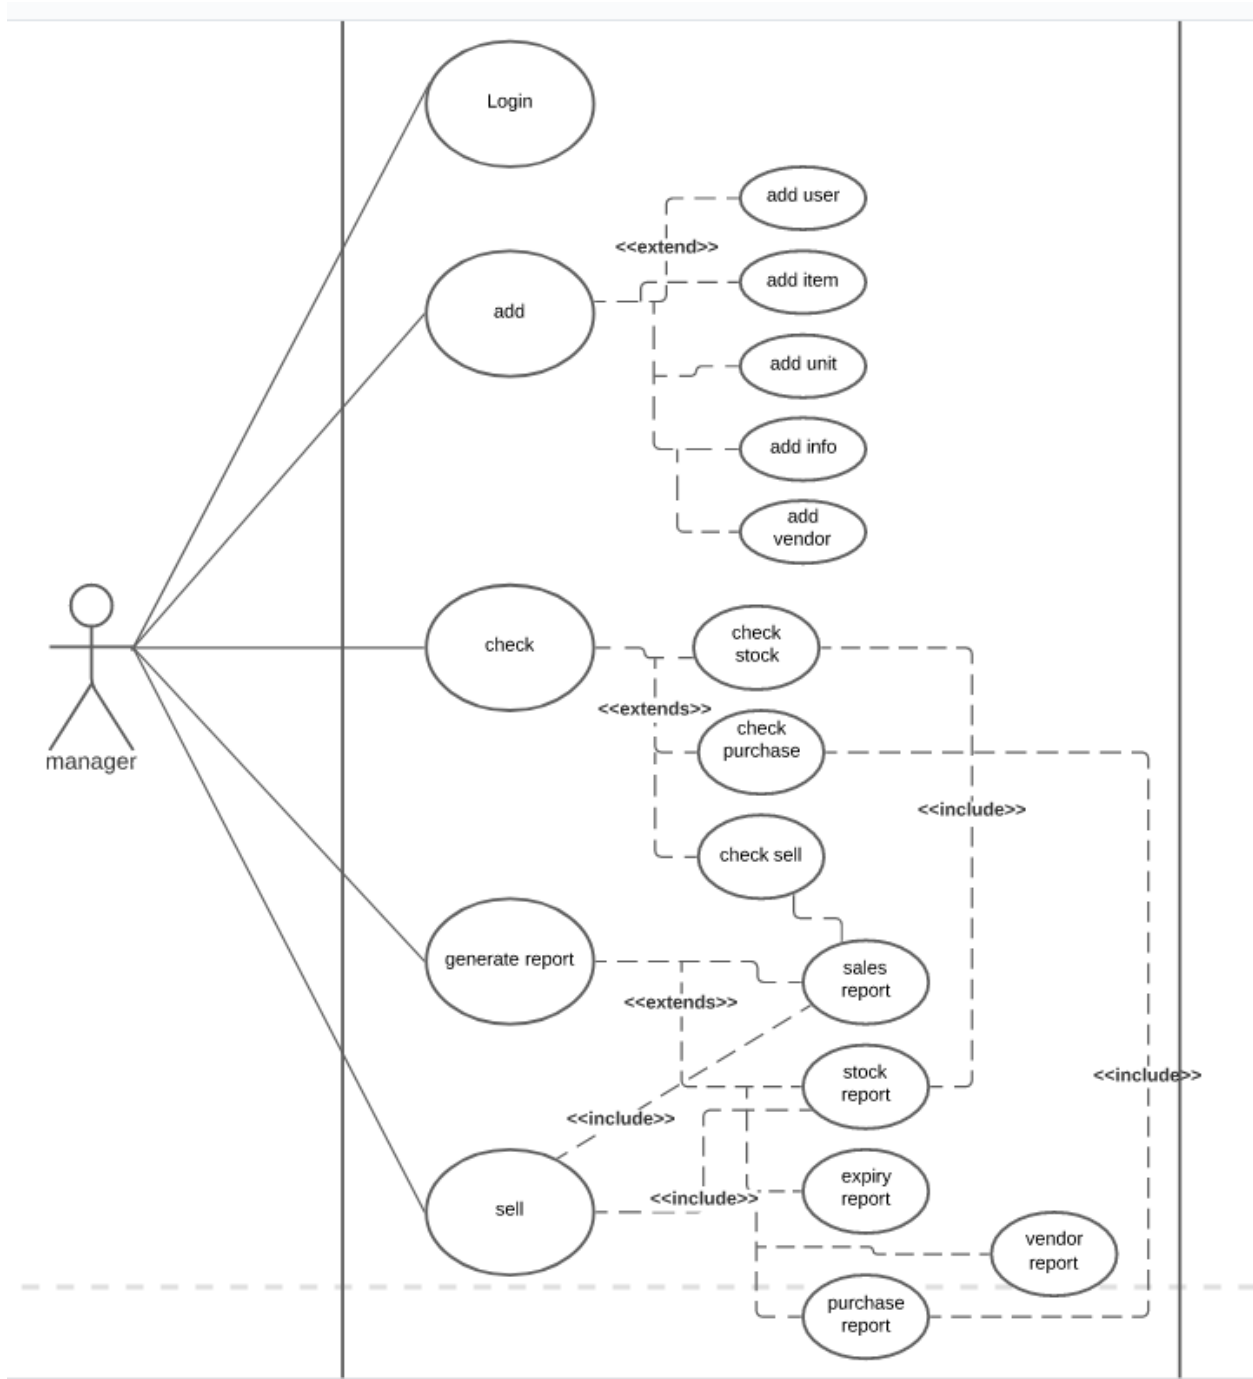 Login
add user
<<extend>>
add item
add
add unit
add info
add
vendor
check
check
stock
<<extends>>
check
purchase
manager
<<include>>
check sell
generate report
sales
report
<<extends>>
stock
report
<<include>>
<<include>>
expiry
report
<<include>>
sell
vendor
report
purchase
report